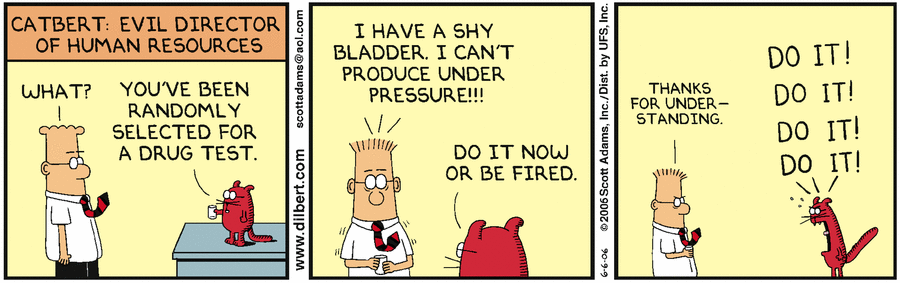 CATBERT: EVIL DIRECTOR
OF HUMAN RESOURCES
WHAT?
YOU'VE BEEN
RANDOMLY
SELECTED FOR
A DRUG TEST.
www.dilbert.com
scottadams@aol.com
I HAVE A SHY
BLADDER. I CAN'T
PRODUCE UNDER
PRESSURE!!!
DO IT NOW
OR BE FIRED.
6-6-06
©2006 Scott Adams, Inc./Dist. by UFS, Inc.
THANKS
FOR UNDER-
STANDING.
DO IT!
DO IT!
DO IT!
DO IT!